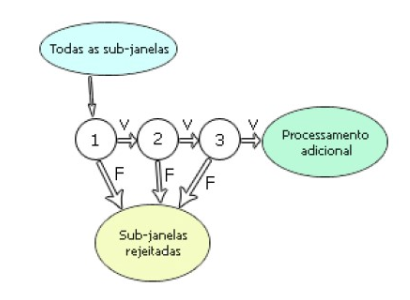 Todas as sub-janelas
V
V
V
1
2
3
Processamento
adicional
F
F
F
Sub-janelas
rejeitadas